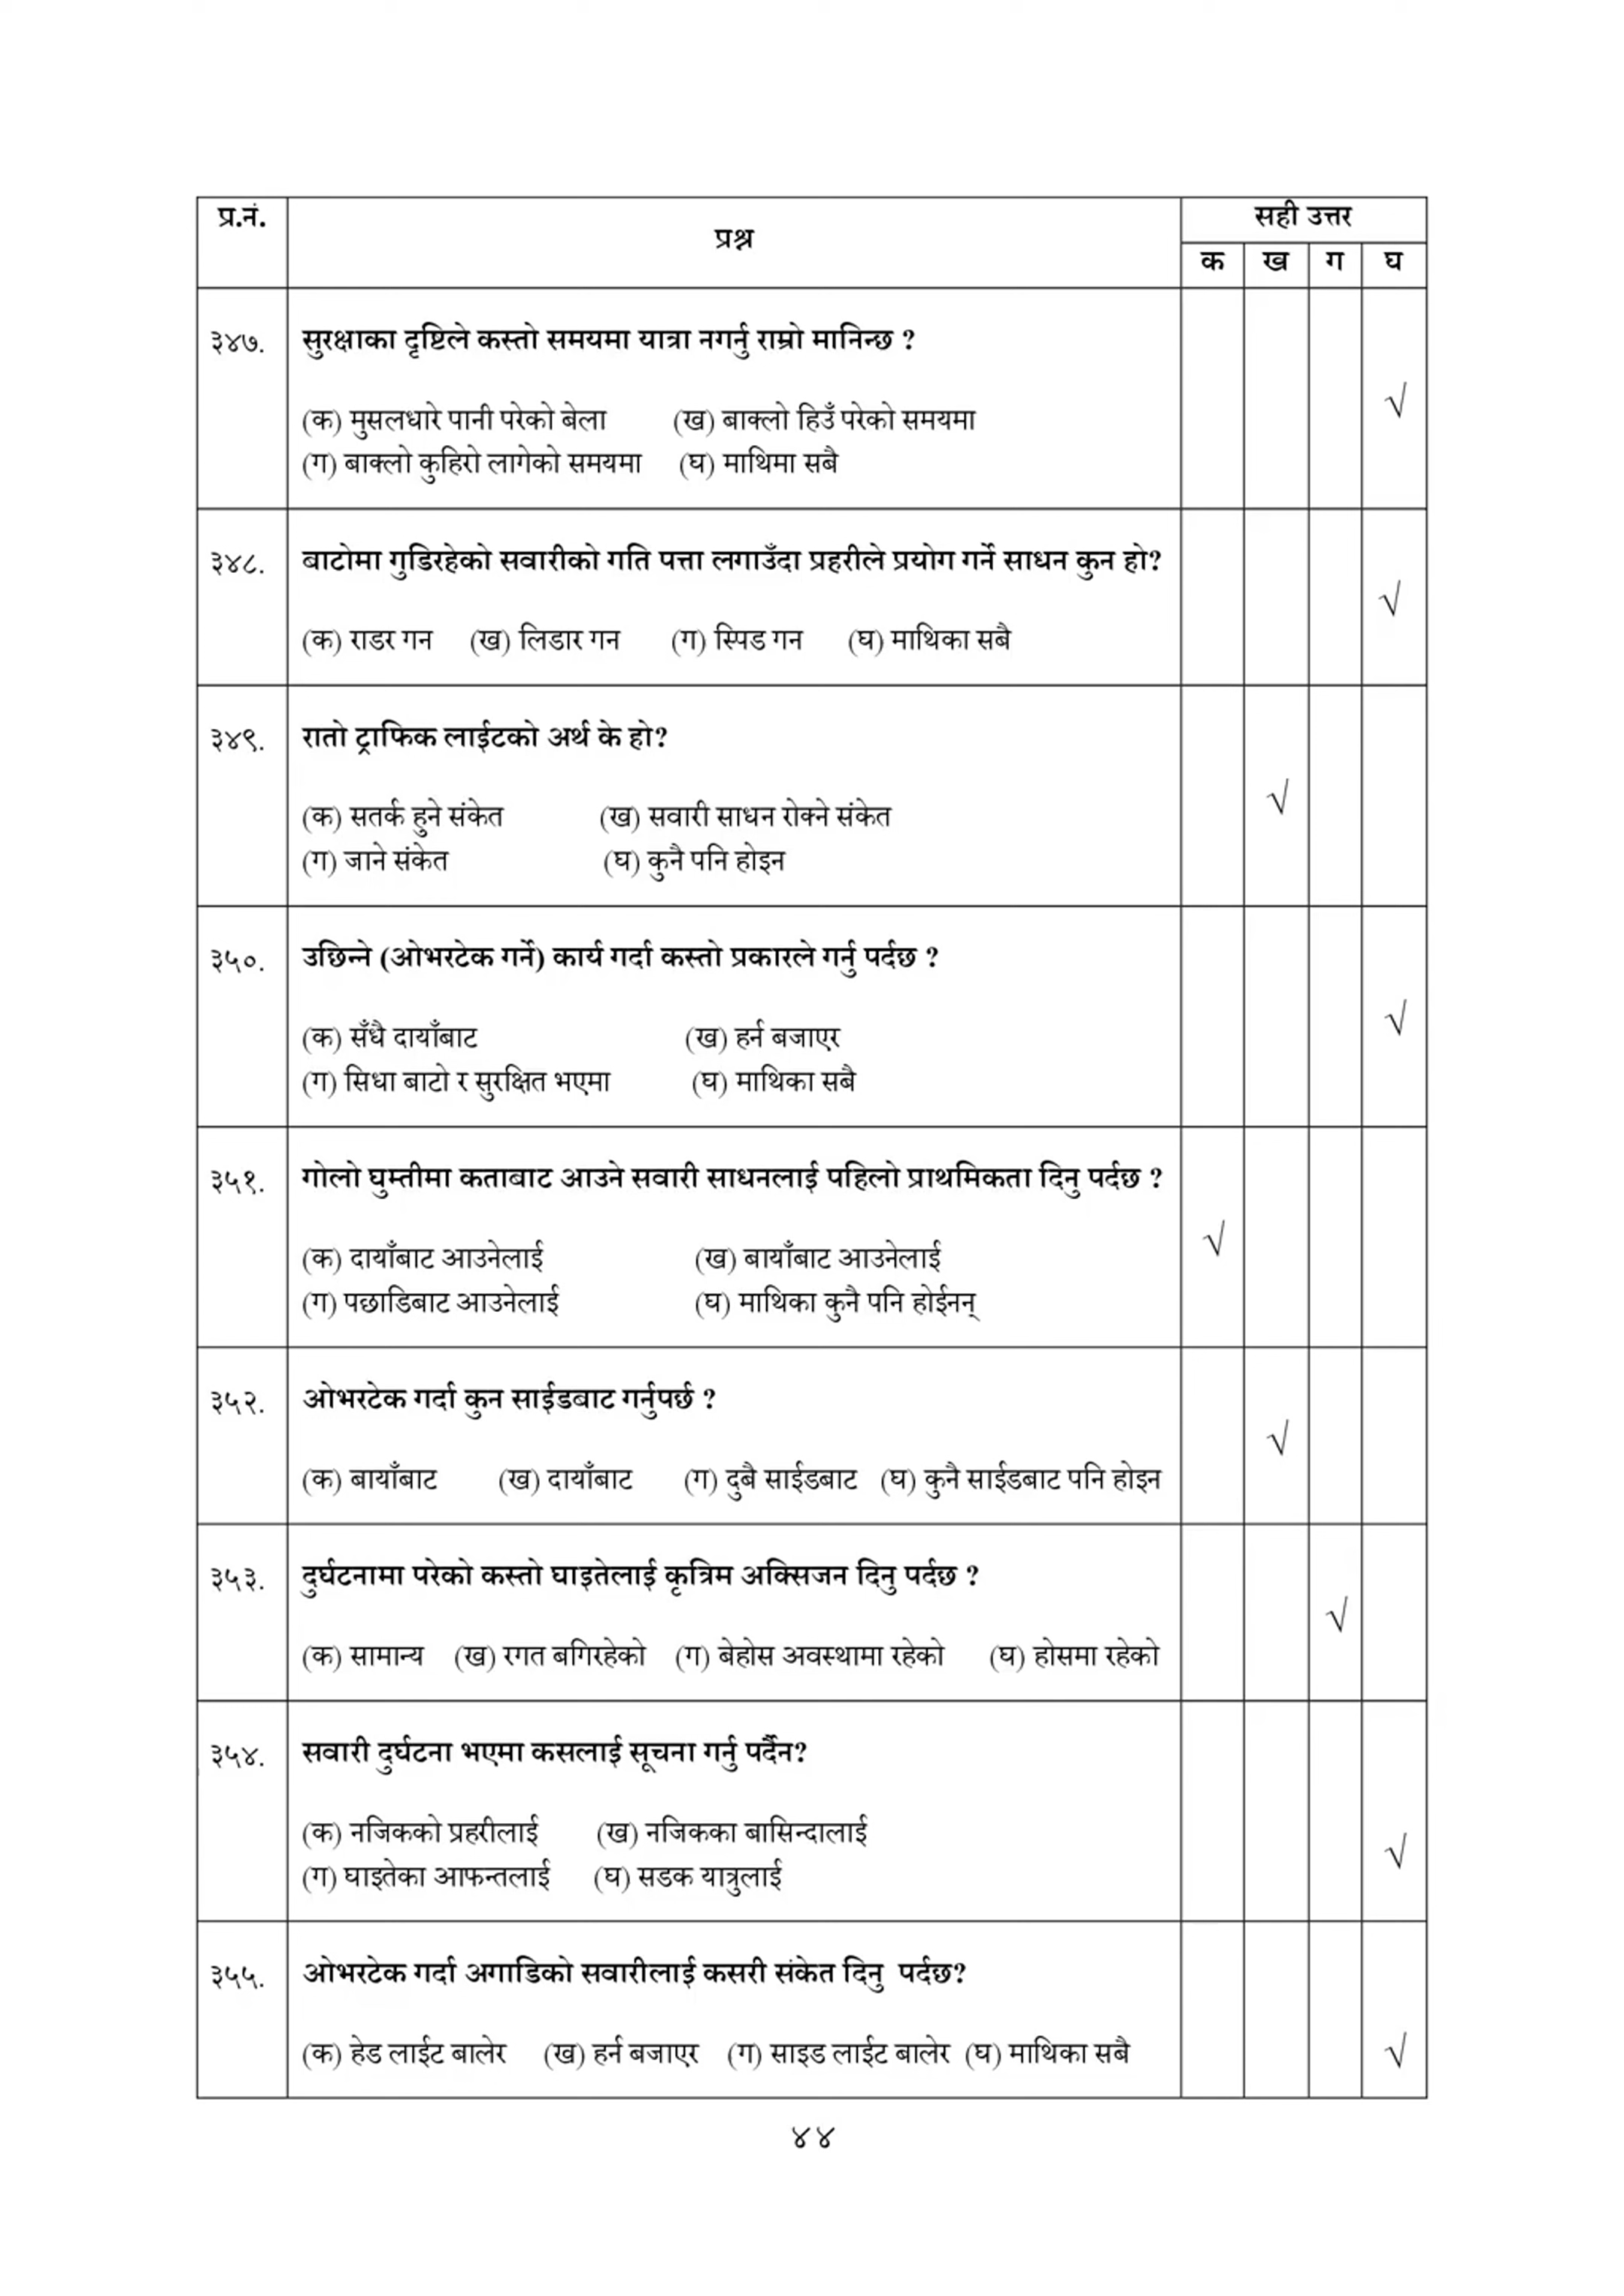 प्र.नं. प्रश्न सही उत्तर
क ख ग घ
३४७. सुरक्षाका दृष्टिले कस्तो समयमा यात्रा नगर्नु राम्रो मानिन्छ ?
(क) मुसलधारे पानी परेको बेला (ख) बाक्लो हिउँ परेको समयमा
(ग) बाक्लो कुहिरो लागेको समयमा (घ) माथिमा सबै √
३४८. बाटोमा गुडिरहेको सवारीको गति पत्ता लगाउँदा प्रहरीले प्रयोग गर्ने साधन कुन हो?
(क) राडर गन (ख) लिडार गन (ग) स्पिड गन (घ) माथिका सबै √
३४९. रातो ट्राफिक लाईटको अर्थ के हो?
(क) सतर्क हुने संकेत (ख) सवारी साधन रोक्ने संकेत √
(ग) जाने संकेत (घ) कुनै पनि होइन
३५०. उछिन्ने (ओभरटेक गर्ने) कार्य गर्दा कस्तो प्रकारले गर्नु पर्दछ ?
(क) सँधै दायाँबाट (ख) हर्न बजाएर √
(ग) सिधा बाटो र सुरक्षित भएमा (घ) माथिका सबै
३५१. गोलो घुम्तीमा कताबाट आउने सवारी साधनलाई पहिलो प्राथमिकता दिनु पर्दछ ?
(क) दायाँबाट आउनेलाई (ख) बायाँबाट आउनेलाई √
(ग) पछाडिबाट आउनेलाई (घ) माथिका कुनै पनि होईनन्
३५२. ओभरटेक गर्दा कुन साईडबाट गर्नुपर्छ ?
(क) बायाँबाट (ख) दायाँबाट (ग) दुबै साईडबाट (घ) कुनै साईडबाट पनि होइन √
३५३. दुर्घटनामा परेको कस्तो घाइतेलाई कृत्रिम अक्सिजन दिनु पर्दछ ?
(क) सामान्य (ख) रगत बगिरहेको (ग) बेहोस अवस्थामा रहेको (घ) होसमा रहेको √
३५४. सवारी दुर्घटना भएमा कसलाई सूचना गर्नु पर्दैन?
(क) नजिकको प्रहरीलाई (ख) नजिकका बासिन्दालाई
(ग) घाइतेका आफन्तलाई (घ) सडक यात्रुलाई √
३५५. ओभरटेक गर्दा अगाडिको सवारीलाई कसरी संकेत दिनु पर्दछ?
(क) हेड लाईट बालेर (ख) हर्न बजाएर (ग) साइड लाईट बालेर (घ) माथिका सबै √
४४